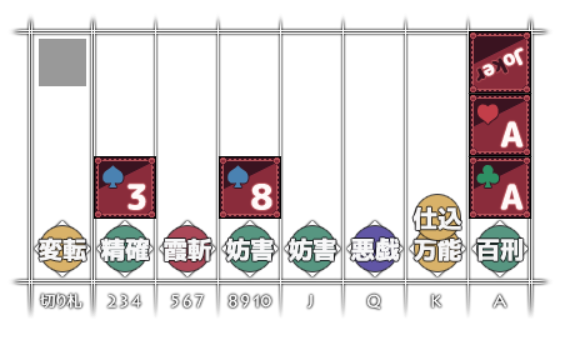 Joker
A
3 8 A
仕込
変転 精確 霞斬 妨害 妨害 悪戯 万能 百刑
切り札 234 567 8910 J Q K A